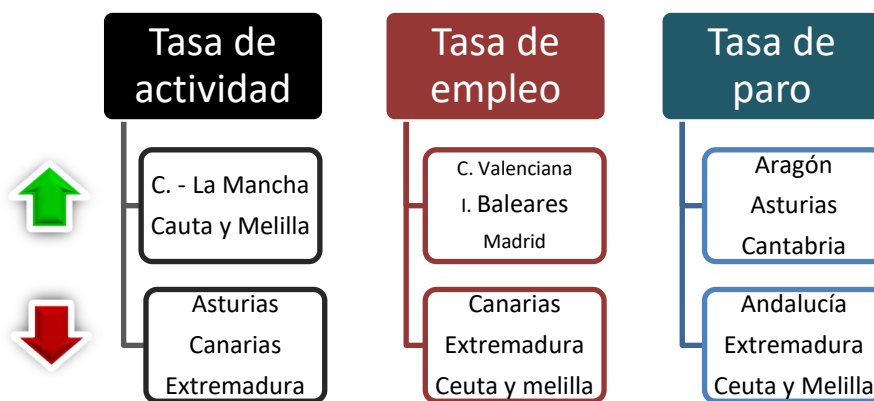 Tasa de
actividad
C. - La Mancha
Cauta y Melilla
Asturias
Canarias
Extremadura
Tasa de
empleo
C. Valenciana
I. Baleares
Madrid
Canarias
Extremadura
Ceuta y melilla
Tasa de
paro
Aragón
Asturias
Cantabria
Andalucía
Extremadura
Ceuta y Melilla